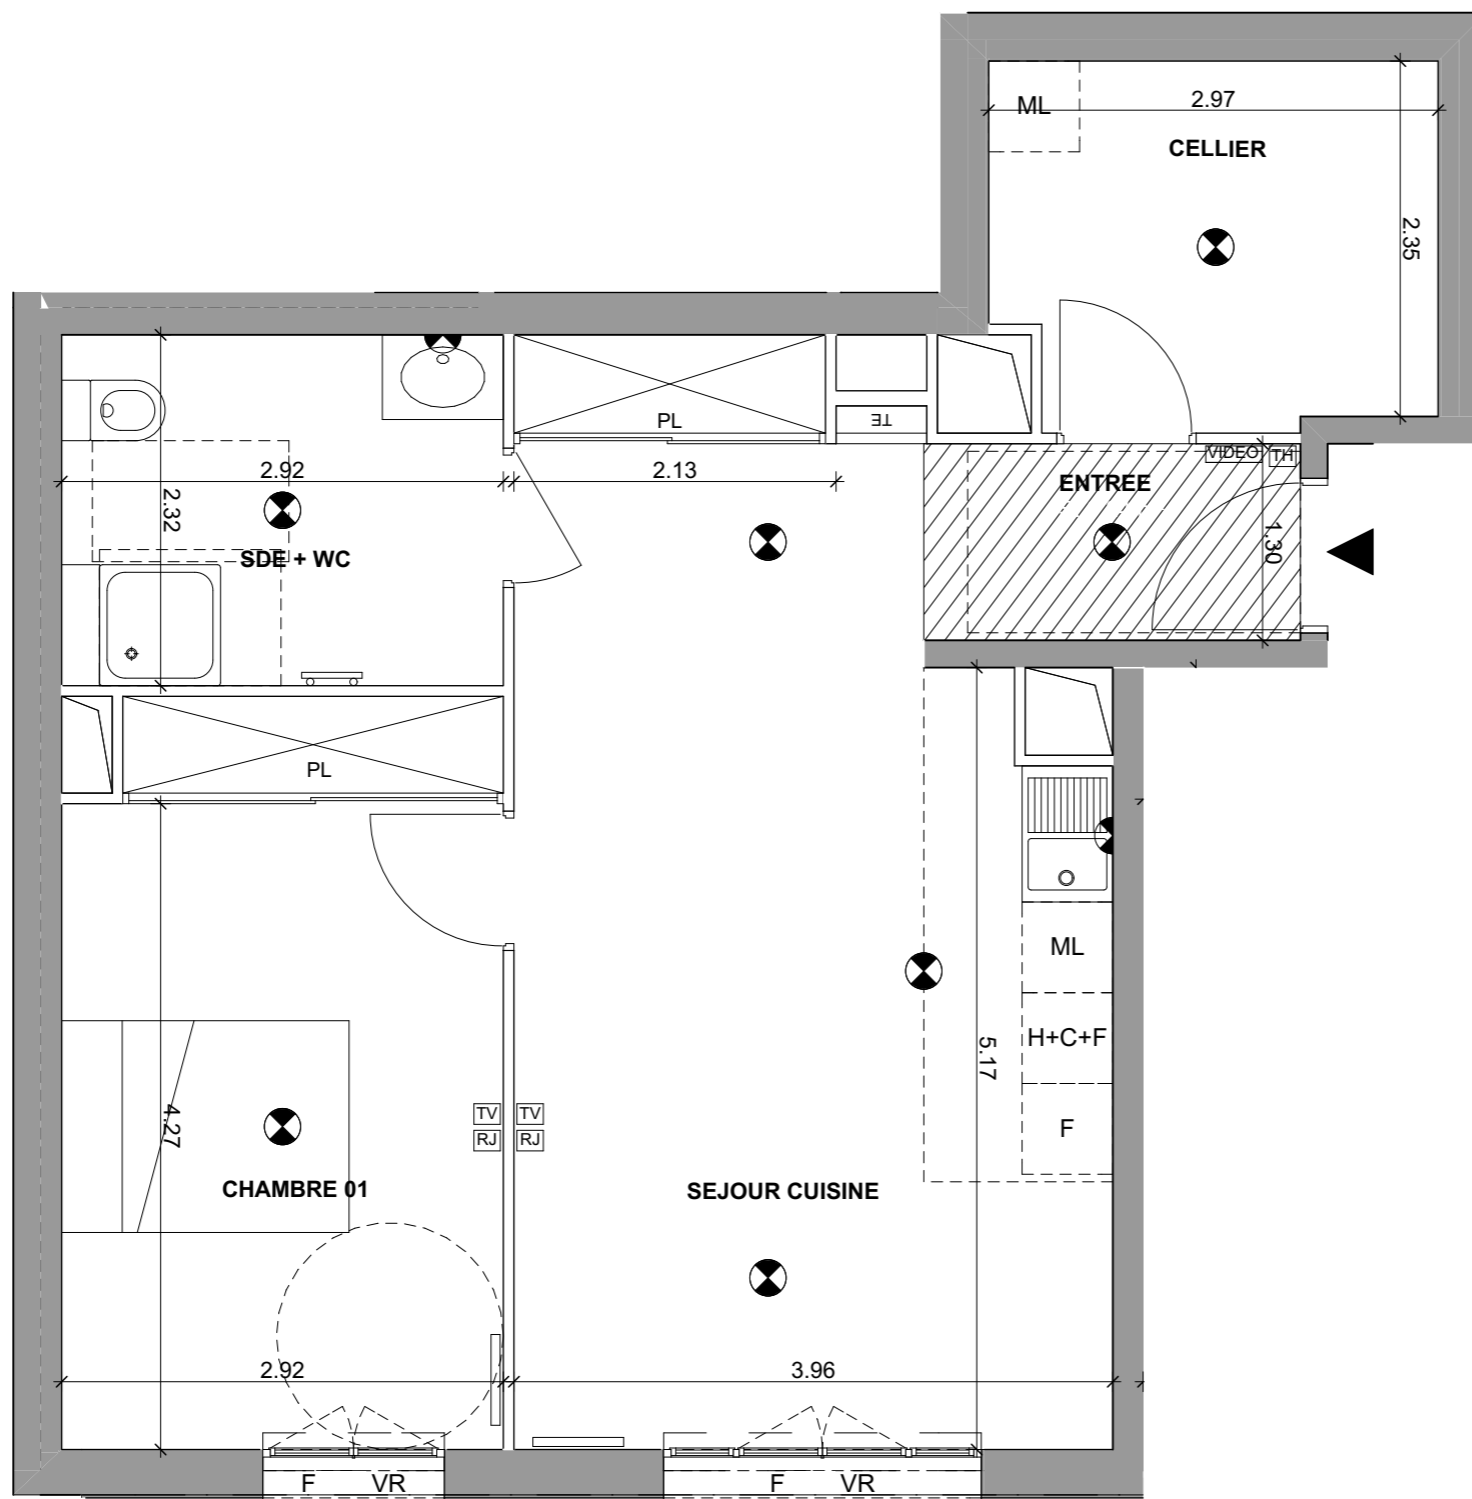 ML
2.97
CELLIER
2.35
PL
TE
VIDEO
TH
2.92
2.13
ENTREE
2.32
1.30
SDE + WC
PL
ML
H+C+F
5.17
F
4.27
TV
TV
RJ
RJ
CHAMBRE 01
SEJOUR CUISINE
2.92
3.96
F
VR
F
VR